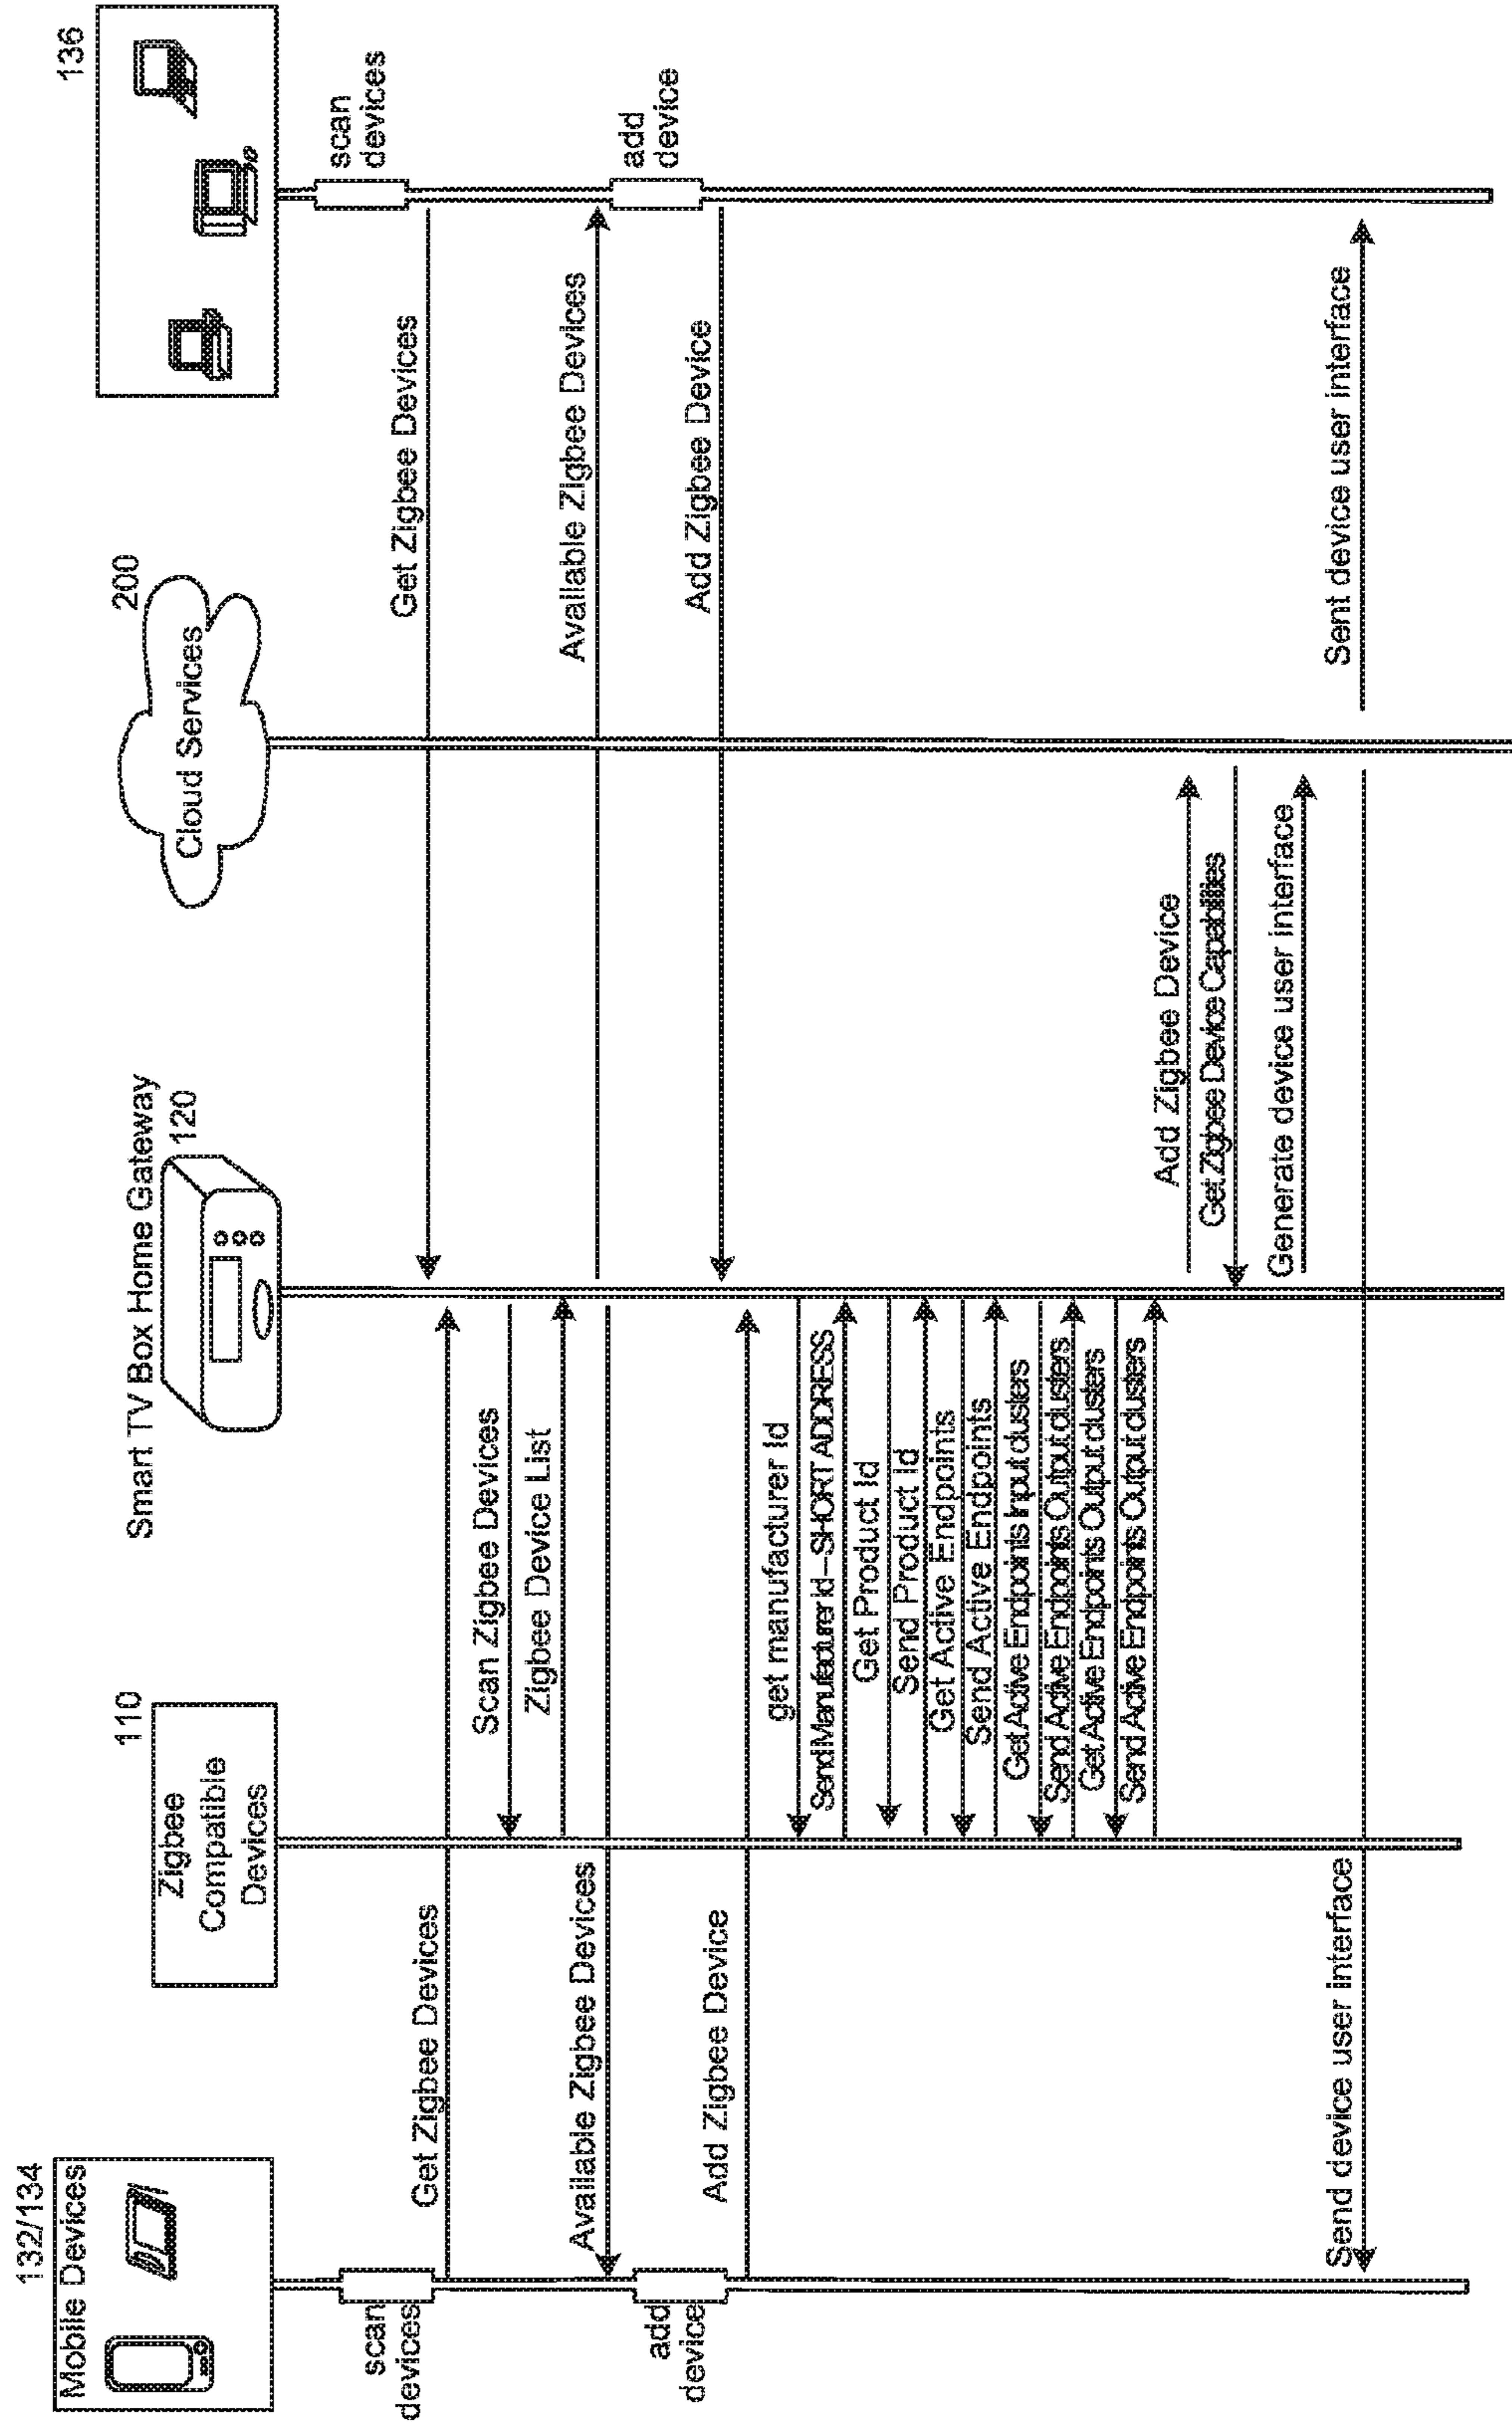 132/134
Mobile Devices
110
Zigbee
Compatible
Devices
Smart TV Box Home Gateway
120
200
Cloud Services
136
scan
devices
scan
devices
Get Zigbee Devices
Get Zigbee Devices
Scan Zigbee Devices
Zigbee Device List
Available Zigbee Devices
Available Zigbee Devices
add
device
add
device
Add Zigbee Device
Add Zigbee Device
get manufacturer Id
Send Manufacturer id--SHORT ADDRESS
Get Product Id
Send Product Id
Get Active Endpoints
Send Active Endpoints
Get Active Endpoints Input clusters
Send Active Endpoints Output clusters
Get Active Endpoints Output clusters
Send Active Endpoints Output clusters
Add Zigbee Device
Get Zigbee Device Capabilities
Generate device user interface
Send device user interface
Sent device user interface